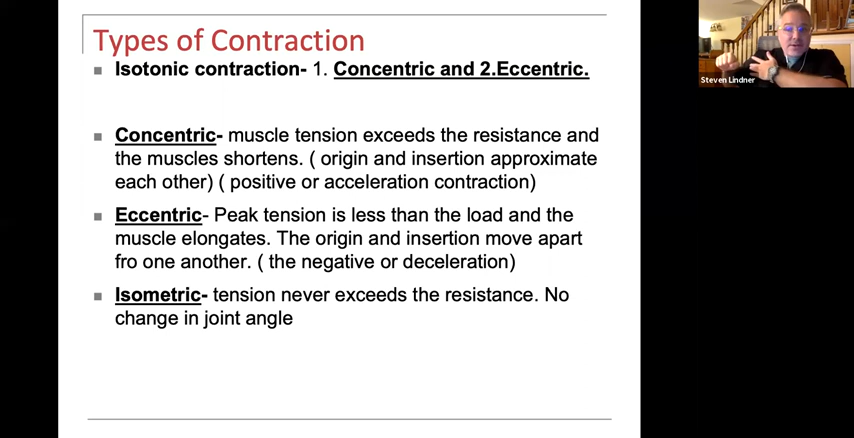 Types of Contraction
Isotonic contraction- 1. Concentric and 2.Eccentric.
Concentric- muscle tension exceeds the resistance and
the muscles shortens. ( origin and insertion approximate
each other) ( positive or acceleration contraction)
Eccentric- Peak tension is less than the load and the
muscle elongates. The origin and insertion move apart
fro one another. ( the negative or deceleration)
Isometric- tension never exceeds the resistance. No
change in joint angle
Steven Lindner